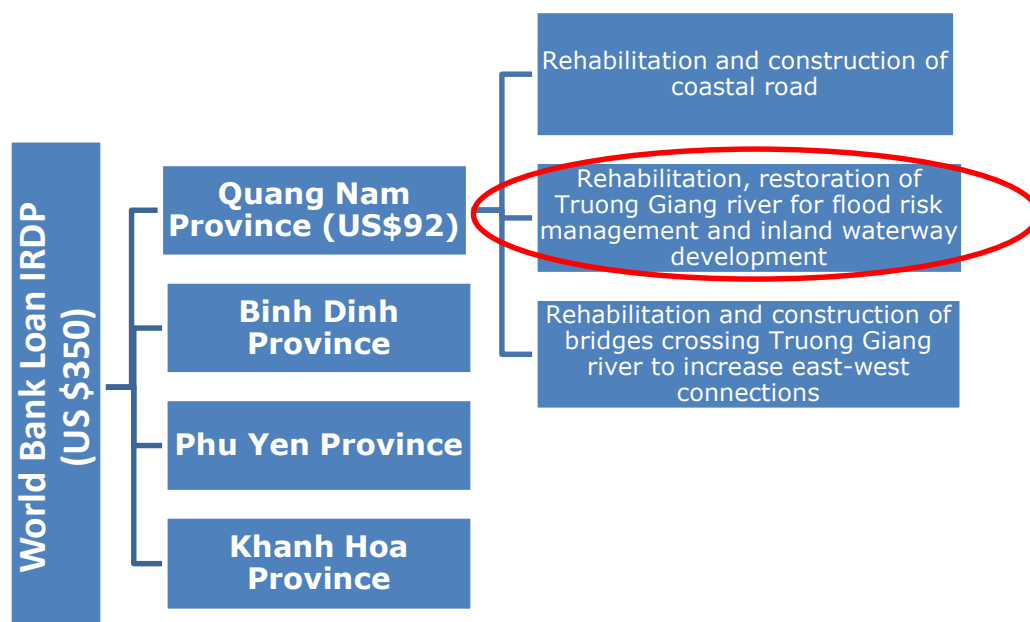 World Bank Loan IRDP
(US $350)
Quang Nam
Province (US$92)
Binh Dinh
Province
Phu Yen Province
Khanh Hoa
Province
Rehabilitation and construction of
coastal road
Rehabilitation, restoration of
Truong Giang river for flood risk
management and inland waterway
development
Rehabilitation and construction of
bridges crossing Truong Giang
river to increase east-west
connections